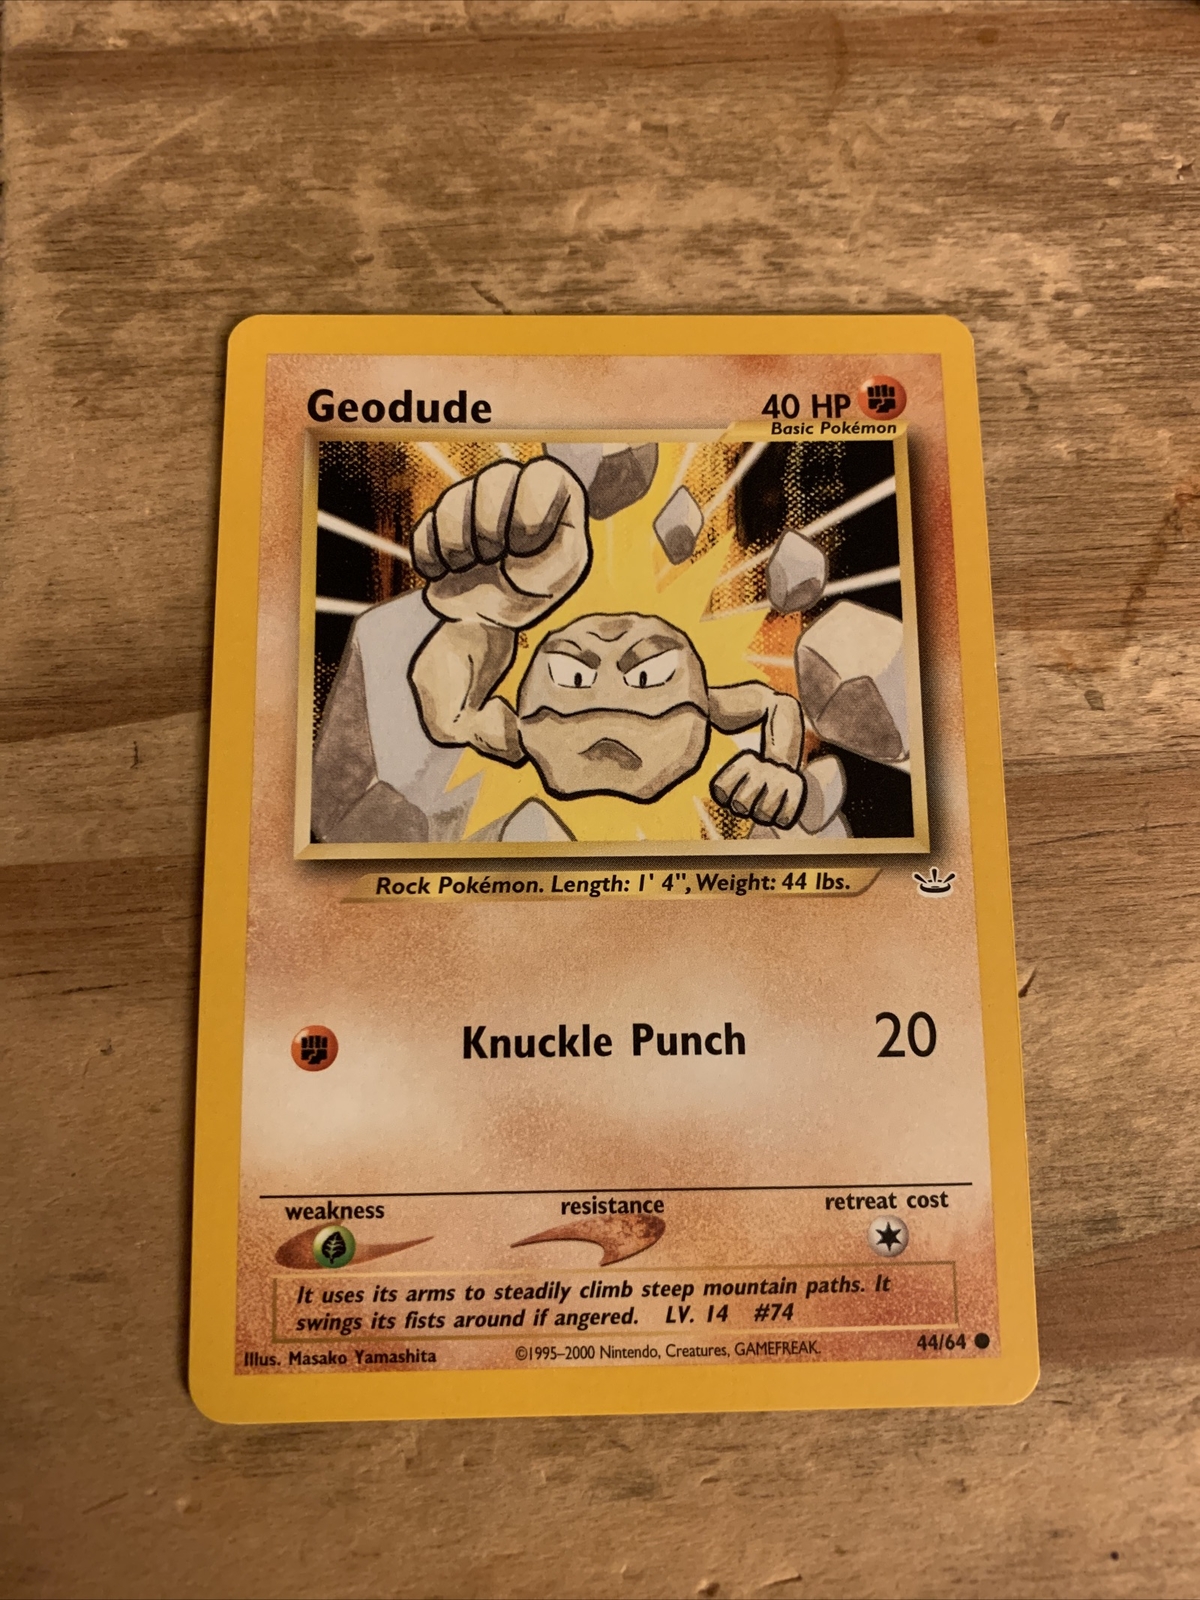 Geodude
40 HP
Basic Pokémon
Rock Pokémon. Length: 1' 4", Weight: 44 lbs.
Knuckle Punch 20
weakness resistance retreat cost
It uses its arms to steadily climb steep mountain paths. It
swings its fists around if angered. LV. 14 #74
Illus. Masako Yamashita ©1995–2000 Nintendo, Creatures, GAMEFREAK. 44/64